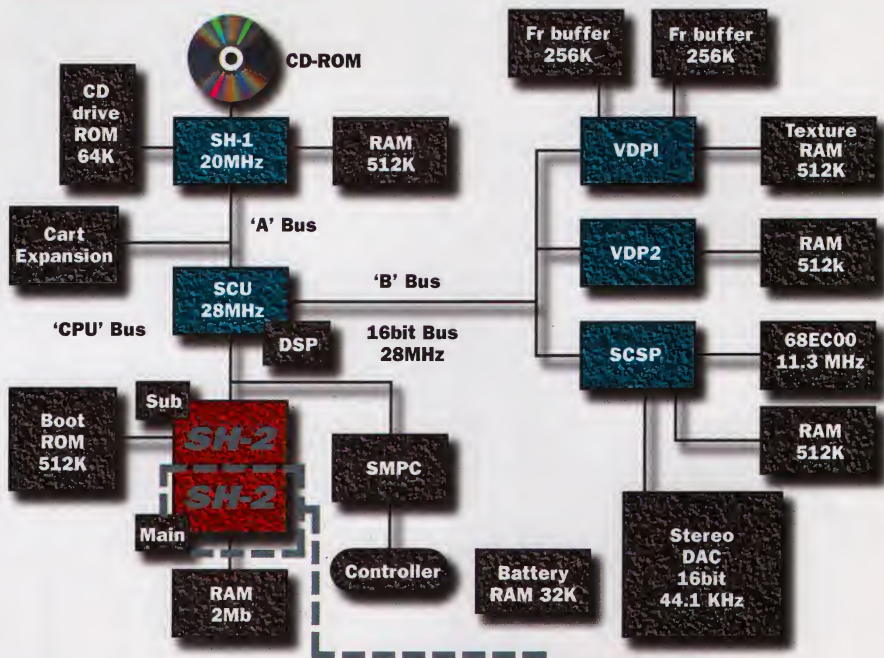 CD-ROM
CD
drive
ROM
64K
SH-1
20MHz
RAM
512K
'A' Bus
Cart
Expansion
SCU
28MHz
DSP
'CPU' Bus
'B' Bus
16bit Bus
28MHz
Fr buffer
256K
Fr buffer
256K
VDP1
Texture
RAM
512K
VDP2
RAM
512k
SCSP
68EC00
11.3 MHz
RAM
512K
Stereo
DAC
16bit
44.1 KHz
Sub
Boot
ROM
512K
SH-2
SH-2
Main
RAM
2Mb
SMPC
Controller
Battery
RAM 32K